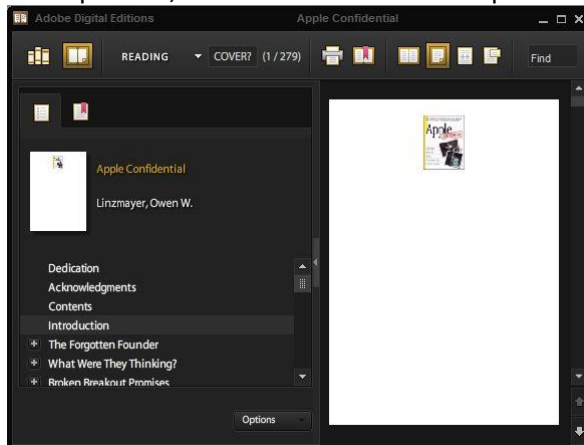 Adobe Digital Editions
Apple Confidential
READING
COVER? (1 / 279)
Find
Apple Confidential
Linzmayer, Owen W.
Dedication
Acknowledgments
Contents
Introduction
The Forgotten Founder
What Were They Thinking?
Broken Breakout Promises
Options
Apple